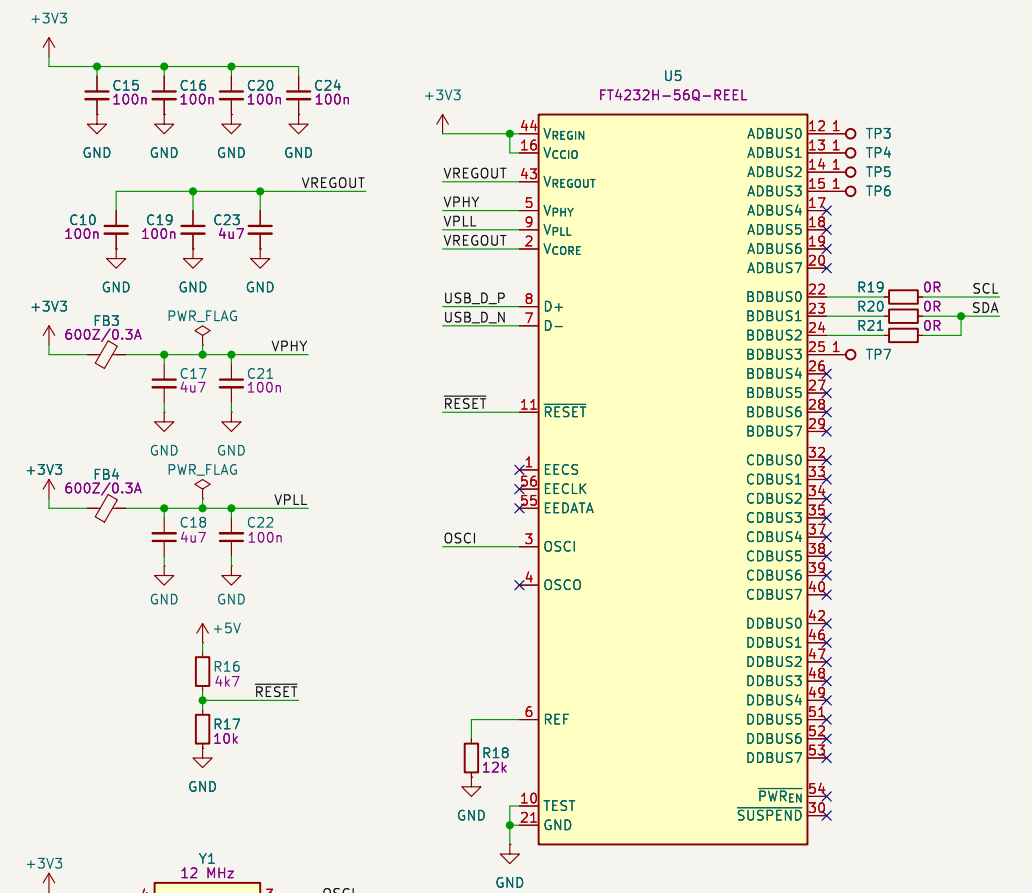 +3V3
C15
100n
C16
100n
C20
100n
C24
100n
GND
GND
GND
GND
VREGOUT
C10
100n
C19
100n
C23
4u7
GND
GND
GND
+3V3
FB3
600Z/0.3A
PWR_FLAG
VPHY
C17
4u7
C21
100n
GND
GND
+3V3
FB4
600Z/0.3A
PWR_FLAG
VPLL
C18
4u7
C22
100n
GND
GND
+5V
R16
4k7
RESET
R17
10k
GND
+3V3
Y1
12 MHz
4
3
OSCI
U5
FT4232H-56Q-REEL
+3V3
44 VREGIN
16 VCCIO
VREGOUT 43 VREGOUT
VPHY 5 VPHY
VPLL 9 VPLL
VREGOUT 2 VCORE
USB_D_P 8 D+
USB_D_N 7 D-
RESET 11 RESET
1 EECS
56 EECLK
55 EEDATA
OSCI 3 OSCI
4 OSCO
6 REF
R18
12k
GND
10 TEST
21 GND
GND
ADBUS0 12 1 TP3
ADBUS1 13 1 TP4
ADBUS2 14 1 TP5
ADBUS3 15 1 TP6
ADBUS4 17
ADBUS5 18
ADBUS6 19
ADBUS7 20
BDBUS0 22 R19 0R SCL
BDBUS1 23 R20 0R SDA
BDBUS2 24 R21 0R
BDBUS3 25 1 TP7
BDBUS4 26
BDBUS5 27
BDBUS6 28
BDBUS7 29
CDBUS0 32
CDBUS1 33
CDBUS2 34
CDBUS3 35
CDBUS4 37
CDBUS5 38
CDBUS6 39
CDBUS7 40
DDBUS0 42
DDBUS1 46
DDBUS2 47
DDBUS3 48
DDBUS4 49
DDBUS5 51
DDBUS6 52
DDBUS7 53
PWREN 54
SUSPEND 30